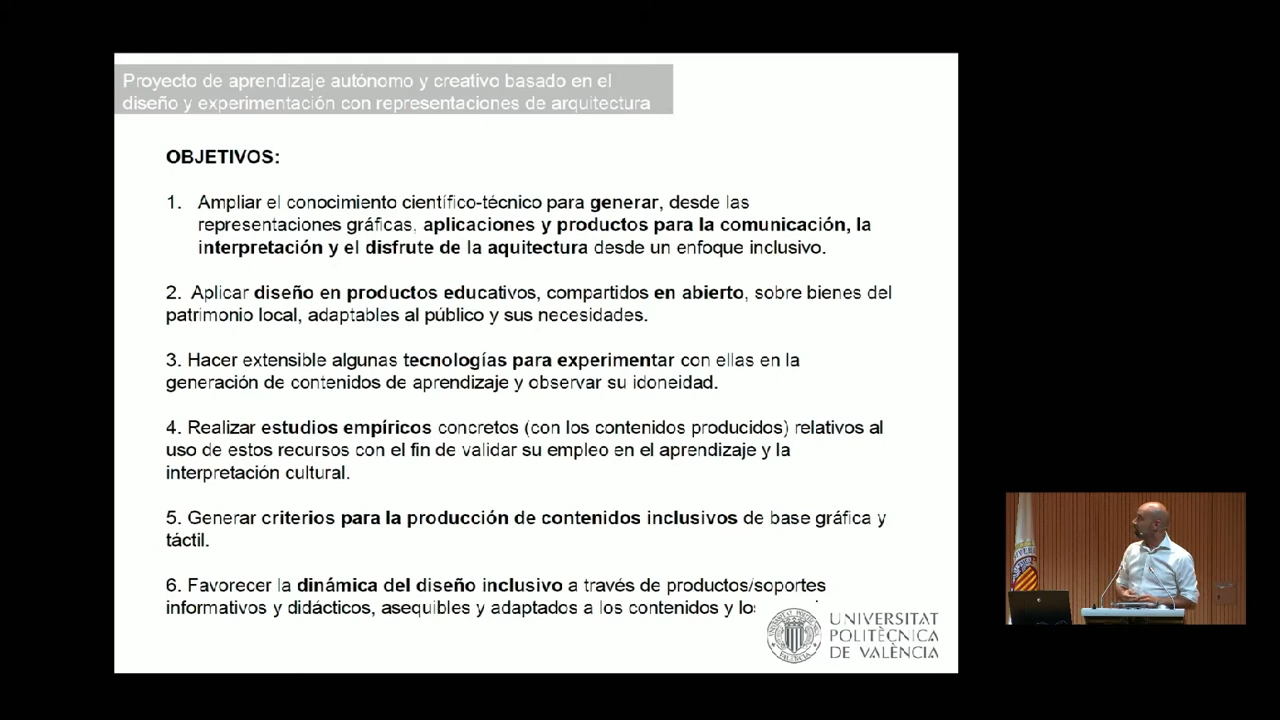 Proyecto de aprendizaje autónomo y creativo basado en el
diseño y experimentación con representaciones de arquitectura
OBJETIVOS:
1. Ampliar el conocimiento científico-técnico para generar, desde las
representaciones gráficas, aplicaciones y productos para la comunicación, la
interpretación y el disfrute de la aquitectura desde un enfoque inclusivo.
2. Aplicar diseño en productos educativos, compartidos en abierto, sobre bienes del
patrimonio local, adaptables al público y sus necesidades.
3. Hacer extensible algunas tecnologías para experimentar con ellas en la
generación de contenidos de aprendizaje y observar su idoneidad.
4. Realizar estudios empíricos concretos (con los contenidos producidos) relativos al
uso de estos recursos con el fin de validar su empleo en el aprendizaje y la
interpretación cultural.
5. Generar criterios para la producción de contenidos inclusivos de base gráfica y
táctil.
6. Favorecer la dinámica del diseño inclusivo a través de productos/soportes
informativos y didácticos, asequibles y adaptados a los contenidos y
UNIVERSITAT
POLITÈCNICA
DE VALÈNCIA